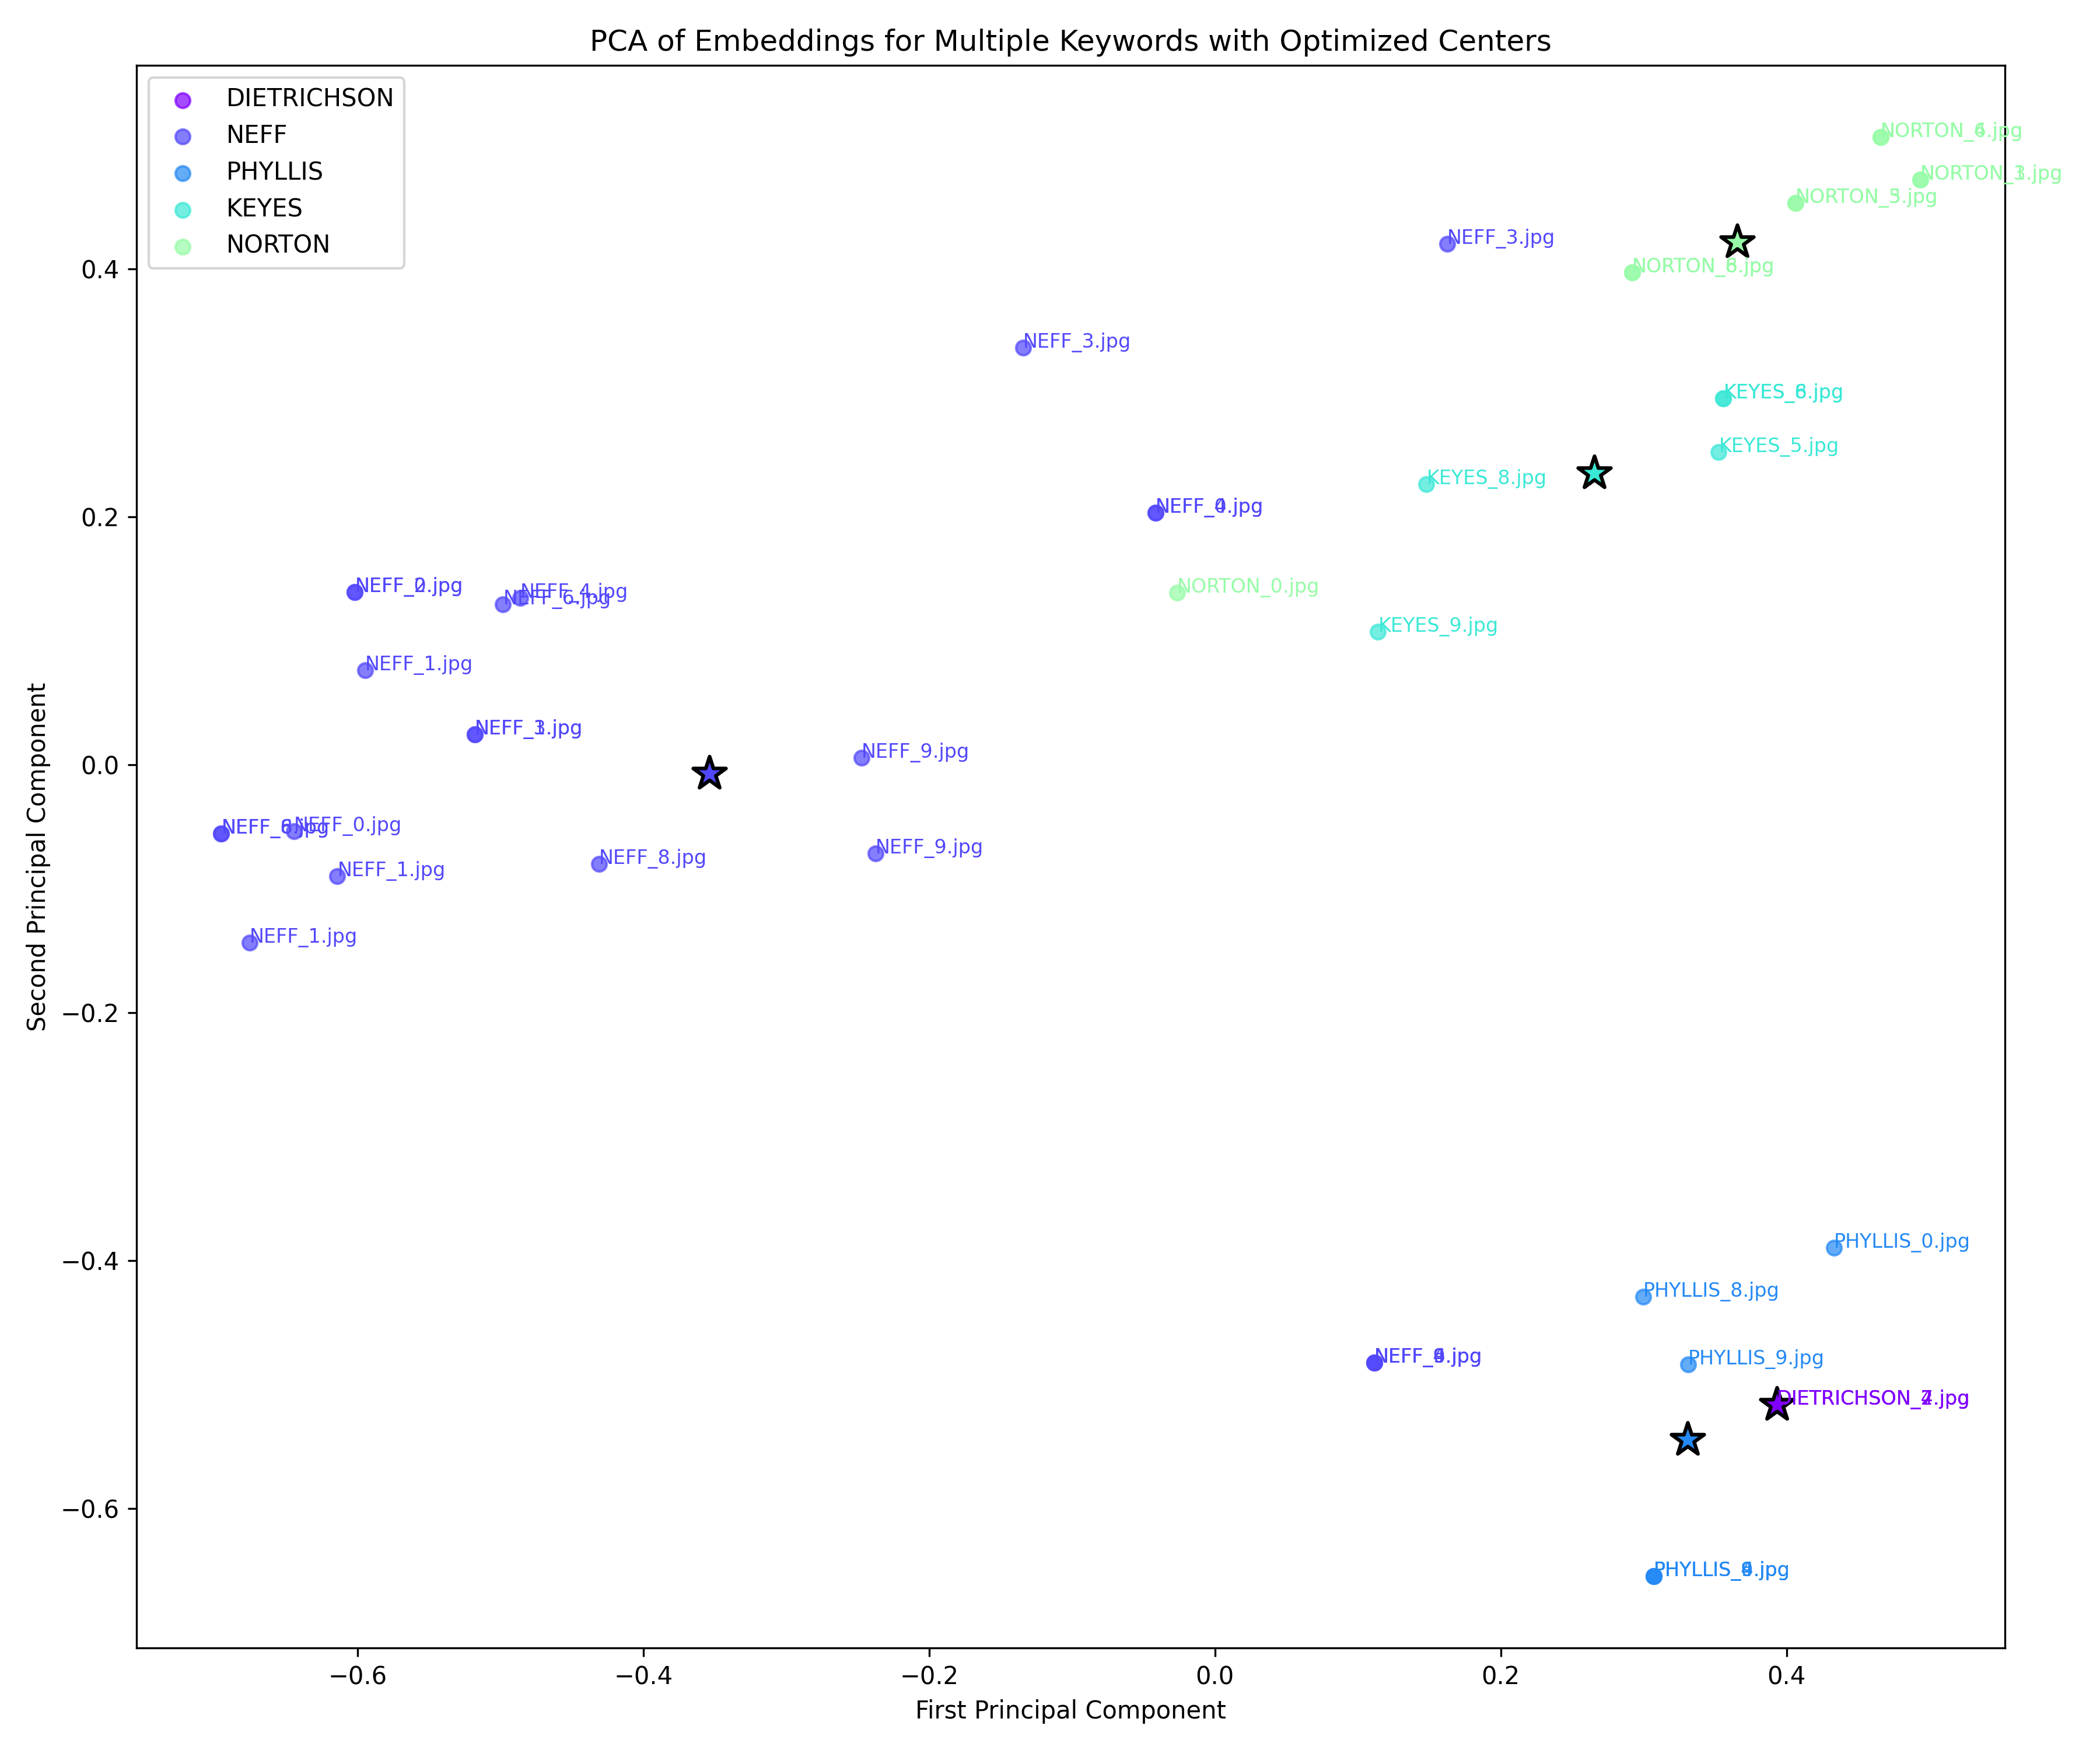 PCA of Embeddings for Multiple Keywords with Optimized Centers
DIETRICHSON
NEFF
PHYLLIS
KEYES
NORTON
NEFF_3.jpg
NEFF_3.jpg
KEYES_5.jpg
KEYES_8.jpg
NORTON_0.jpg
KEYES_9.jpg
NEFF_4.jpg
NEFF_6.jpg
NEFF_1.jpg
NEFF_9.jpg
NEFF_0.jpg
NEFF_9.jpg
NEFF_8.jpg
NEFF_1.jpg
NEFF_1.jpg
PHYLLIS_0.jpg
PHYLLIS_8.jpg
PHYLLIS_9.jpg
0.4
0.2
0.0
−0.2
−0.4
−0.6
Second Principal Component
−0.6 −0.4 −0.2 0.0 0.2 0.4
First Principal Component